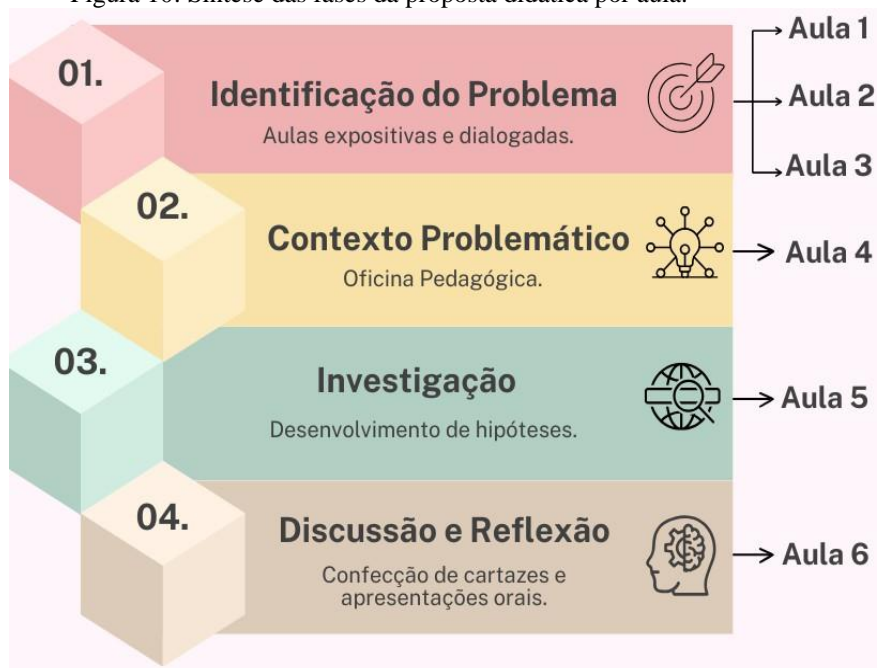 Figura 10: Síntese das fases da proposta didática por aula.
01.
Identificação do Problema
Aulas expositivas e dialogadas.
Aula 1
Aula 2
Aula 3
02.
Contexto Problemático
Oficina Pedagógica.
Aula 4
03.
Investigação
Desenvolvimento de hipóteses.
Aula 5
04.
Discussão e Reflexão
Confecção de cartazes e
apresentações orais.
Aula 6